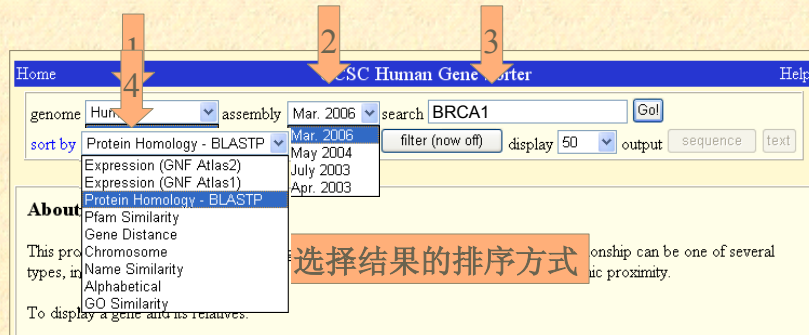 1 2 3
4
Home CSC Human Gene Sorter Help
genome Hum assembly Mar. 2006 search BRCA1 Go!
sort by Protein Homology - BLASTP filter (now off) display 50 output sequence text
Mar. 2006
May 2004
July 2003
Apr. 2003
Expression (GNF Atlas2)
Expression (GNF Atlas1)
Protein Homology - BLASTP
Pfam Similarity
Gene Distance
Chromosome
Name Similarity
Alphabetical
GO Similarity
About
选择结果的排序方式
This pro onship can be one of several
types, in ic proximity.
To display a gene and its relatives: